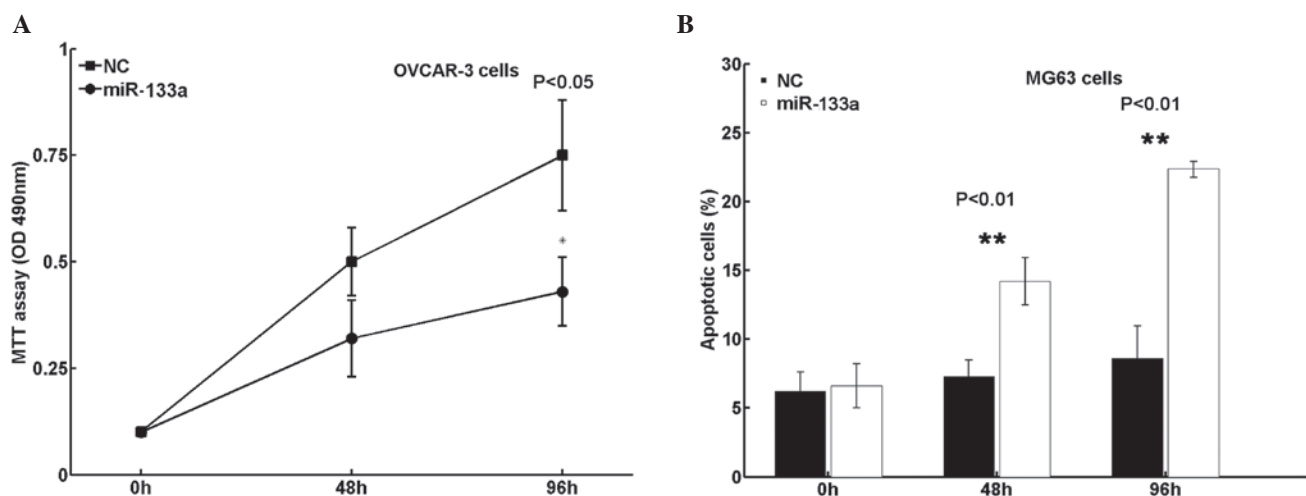 A
1
NC
miR-133a
OVCAR-3 cells
P<0.05
0.75
0.5
0.25
0
MTT assay (OD 490nm)
*
0h
48h
96h
B
30
NC
miR-133a
MG63 cells
P<0.01
**
25
20
P<0.01
**
15
10
5
0
Apoptotic cells (%)
0h
48h
96h